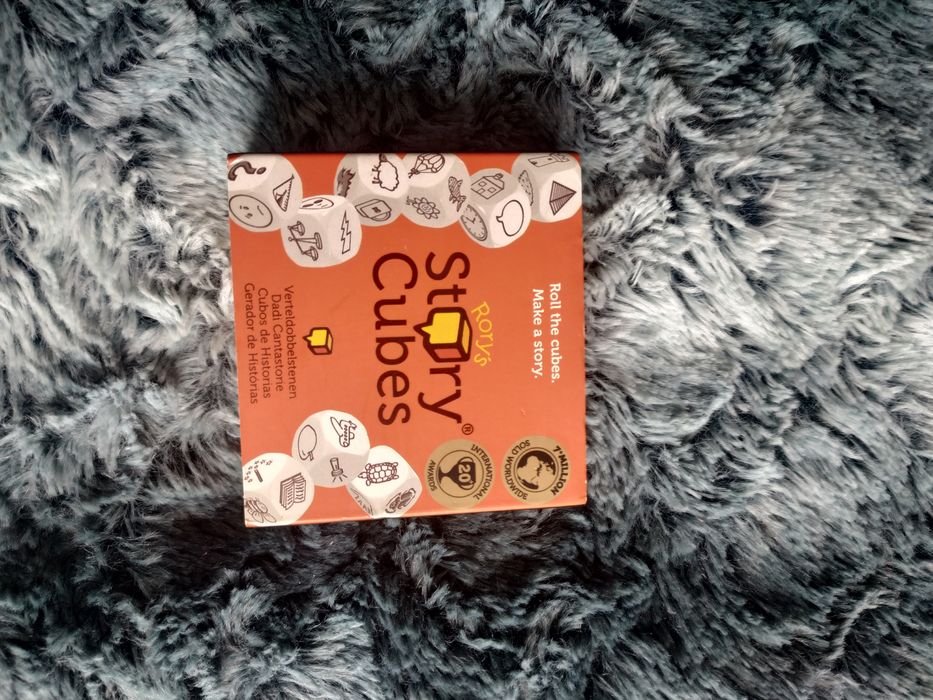 Roll the cubes.
Make a story.
7+MILLION
SOLD WORLDWIDE
INTERNATIONAL
20
AWARDS
Rory's
Story®
Cubes
Verteldobbelstenen
Dadi Cantastorie
Cubos de Historias
Gerador de Histórias